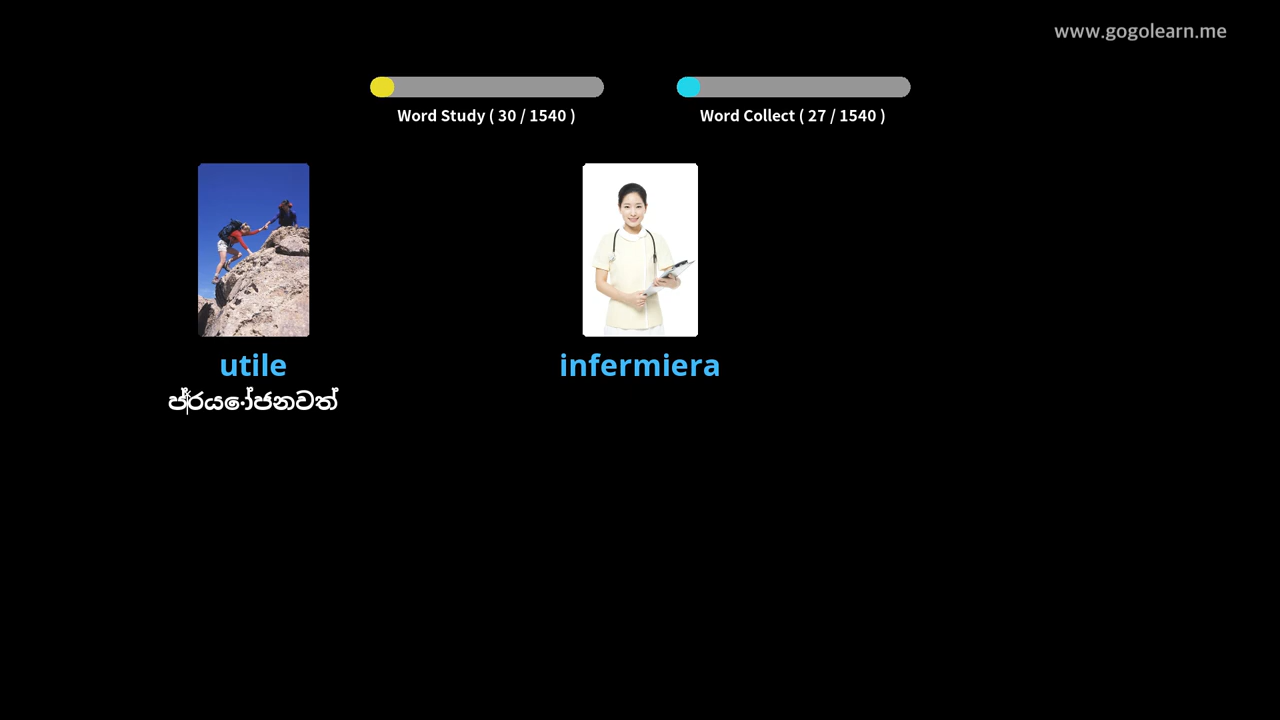 www.gogolearn.me
Word Study ( 30 / 1540 )
Word Collect ( 27 / 1540 )
utile
ප්‍රයෝජනවත්
infermiera